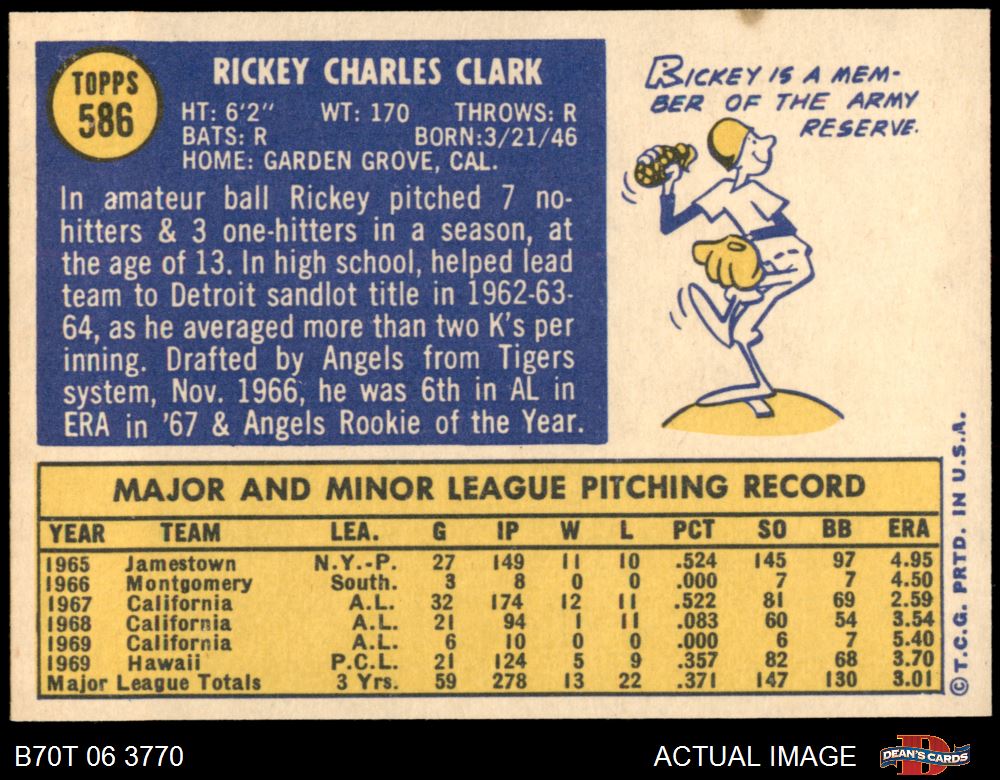 TOPPS
586
RICKEY CHARLES CLARK
HT: 6'2" WT: 170 THROWS: R
BATS: R BORN:3/21/46
HOME: GARDEN GROVE, CAL.
In amateur ball Rickey pitched 7 no-
hitters & 3 one-hitters in a season, at
the age of 13. In high school, helped lead
team to Detroit sandlot title in 1962-63-
64, as he averaged more than two K's per
inning. Drafted by Angels from Tigers
system, Nov. 1966, he was 6th in AL in
ERA in '67 & Angels Rookie of the Year.
RICKEY IS A MEM-
BER OF THE ARMY
RESERVE.
MAJOR AND MINOR LEAGUE PITCHING RECORD
YEAR TEAM LEA. G IP W L PCT SO BB ERA
1965 Jamestown N.Y.-P. 27 149 11 10 .524 145 97 4.95
1966 Montgomery South. 3 8 0 0 .000 7 7 4.50
1967 California A.L. 32 174 12 11 .522 81 69 2.59
1968 California A.L. 21 94 1 11 .083 60 54 3.54
1969 California A.L. 6 10 0 0 .000 6 7 5.40
1969 Hawaii P.C.L. 21 124 5 9 .357 82 68 3.70
Major League Totals 3 Yrs. 59 278 13 22 .371 147 130 3.01
© T.C.G. PRTD. IN U.S.A.
B70T 06 3770
ACTUAL IMAGE
DEAN'S CARDS